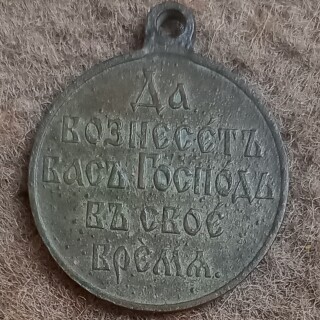 Да
вознесетъ
васъ Господь
въ свое
время.